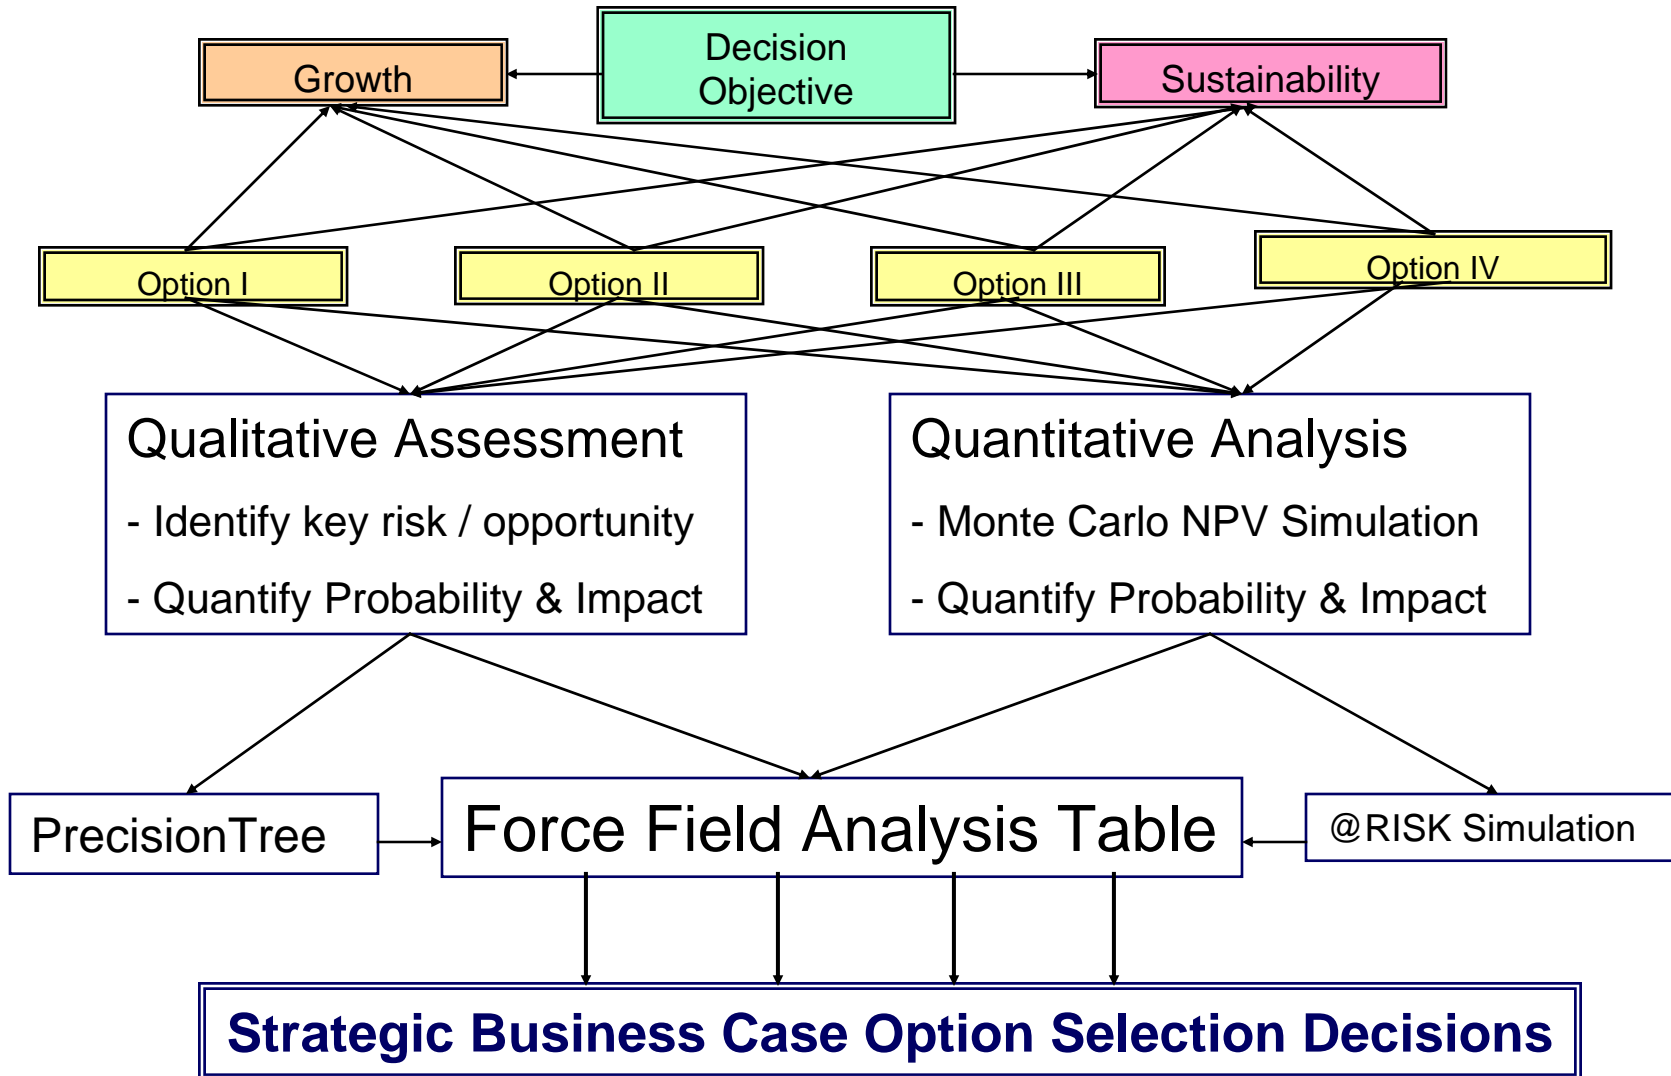 Growth
Decision
Objective
Sustainability
Option I
Option II
Option III
Option IV
Qualitative Assessment
- Identify key risk / opportunity
- Quantify Probability & Impact
Quantitative Analysis
- Monte Carlo NPV Simulation
- Quantify Probability & Impact
PrecisionTree
Force Field Analysis Table
@RISK Simulation
Strategic Business Case Option Selection Decisions